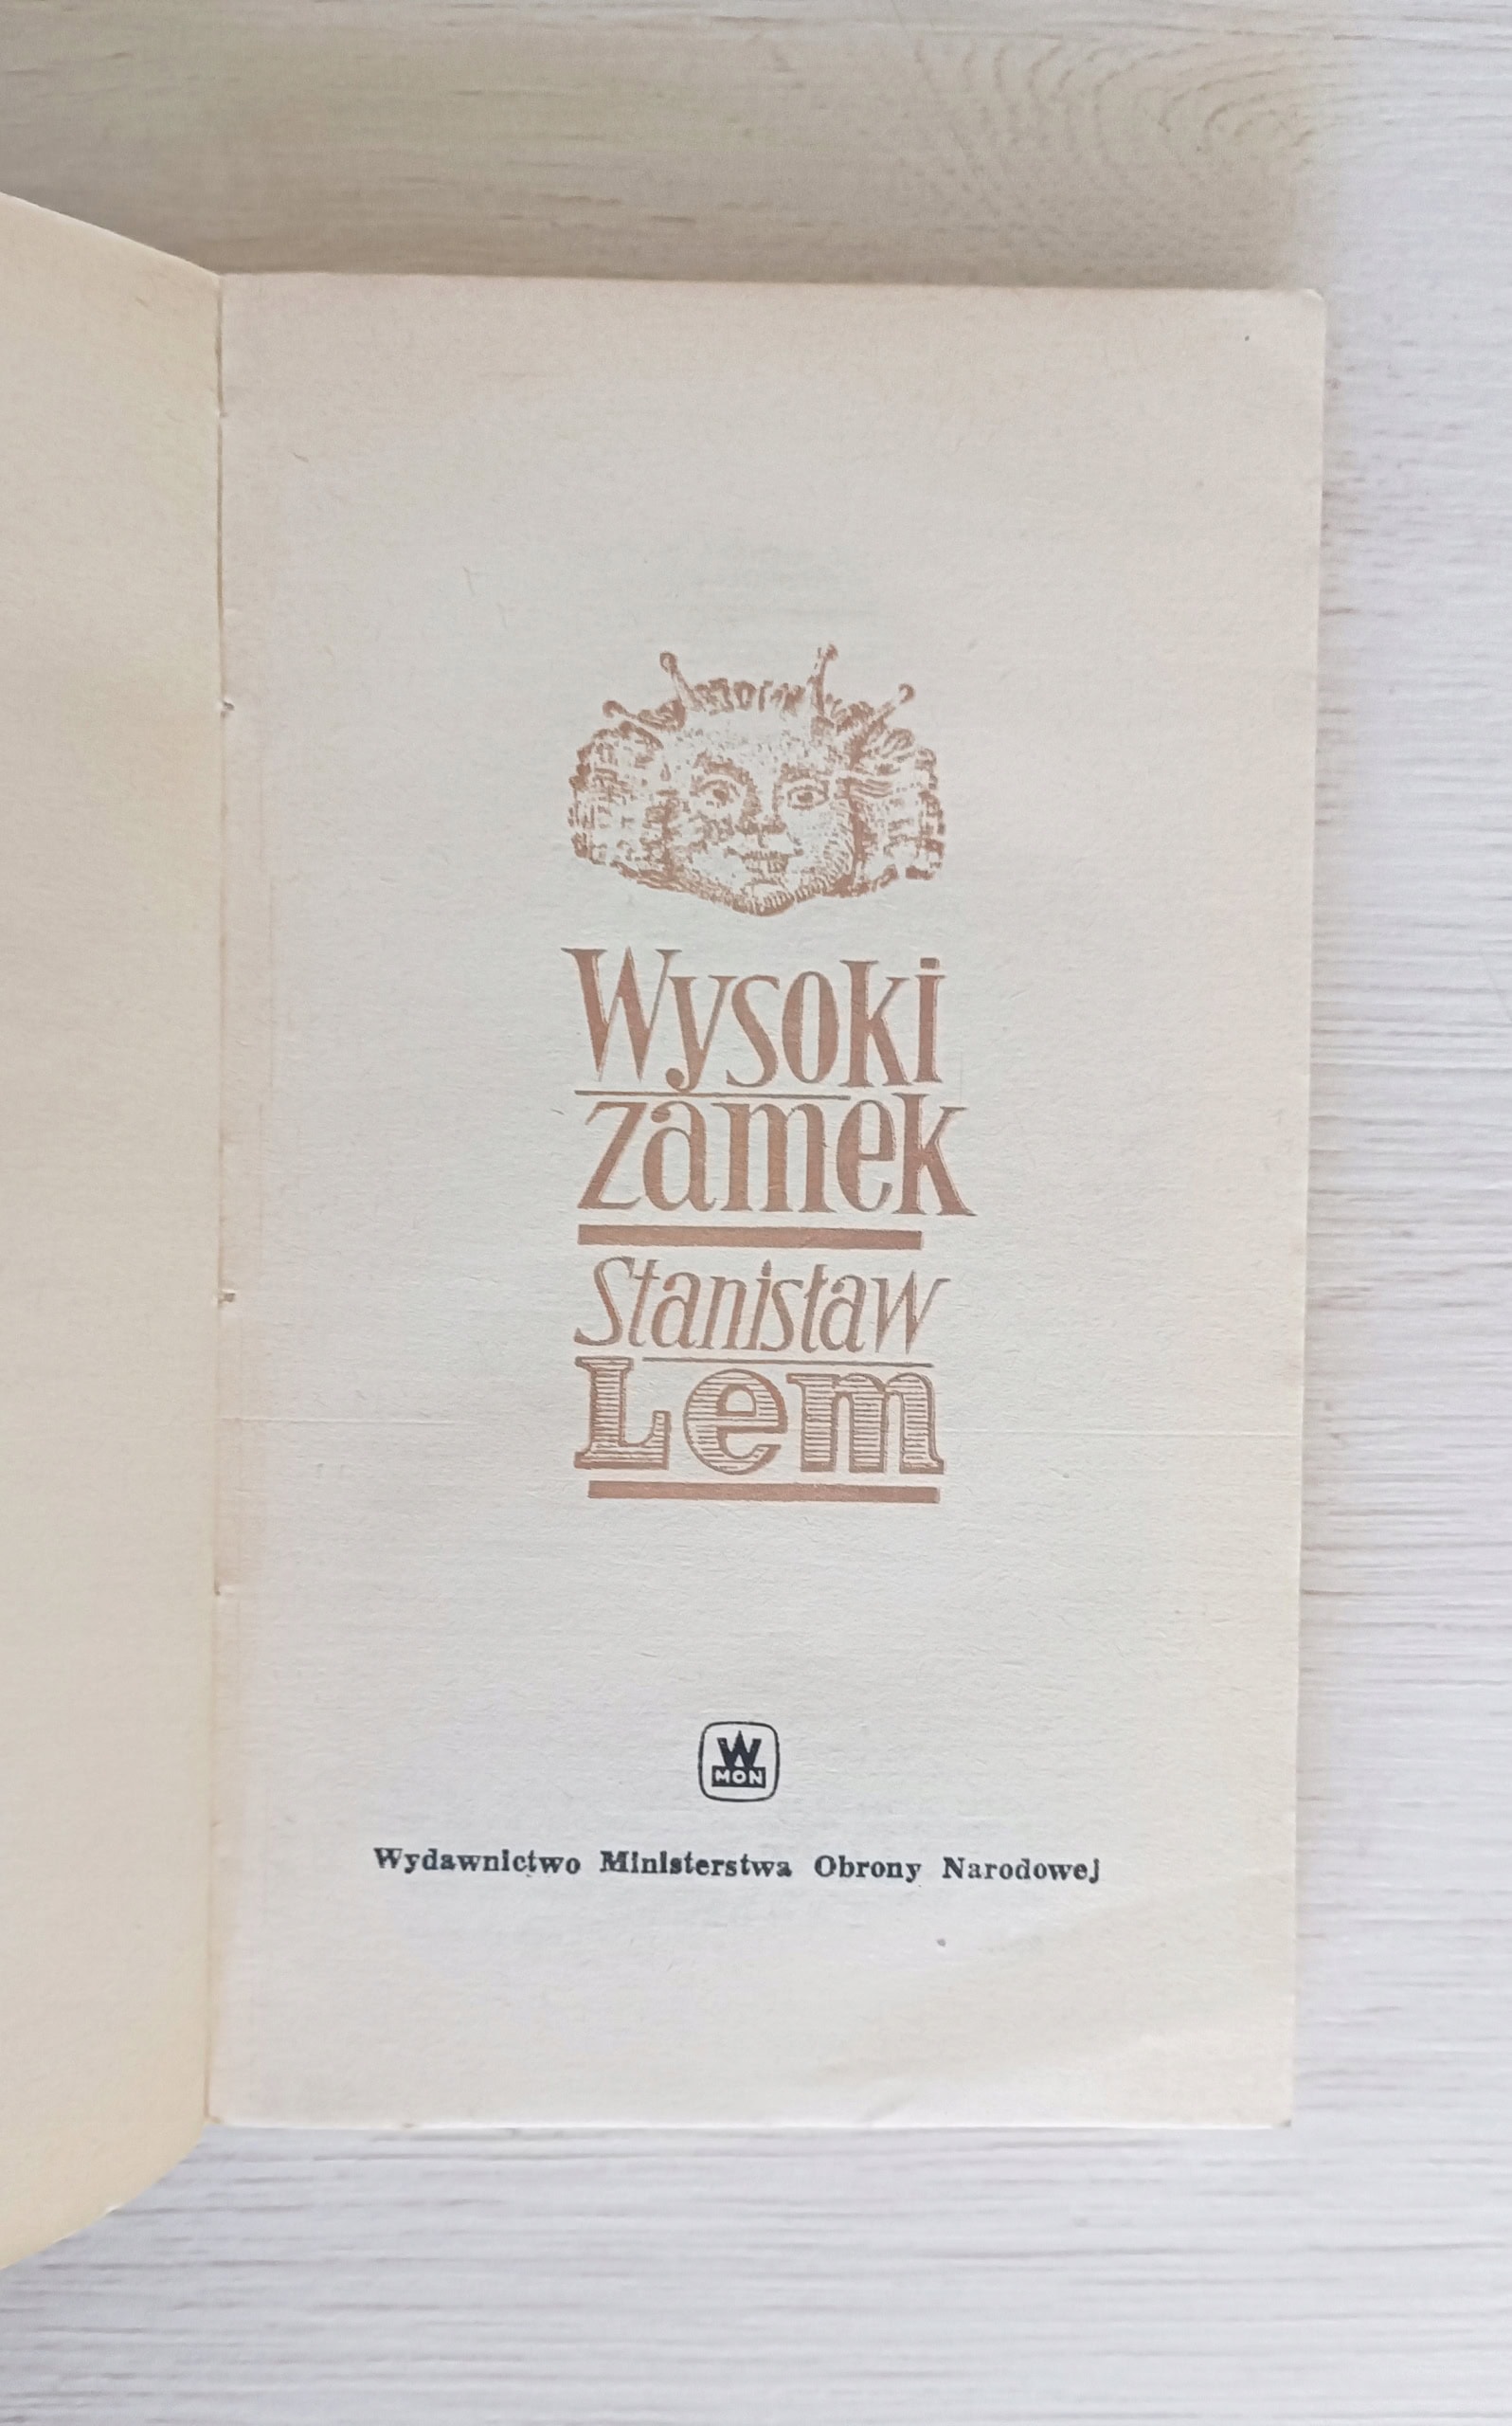 Wysoki
zamek
Stanisław
Lem
W
MON
Wydawnictwo Ministerstwa Obrony Narodowej